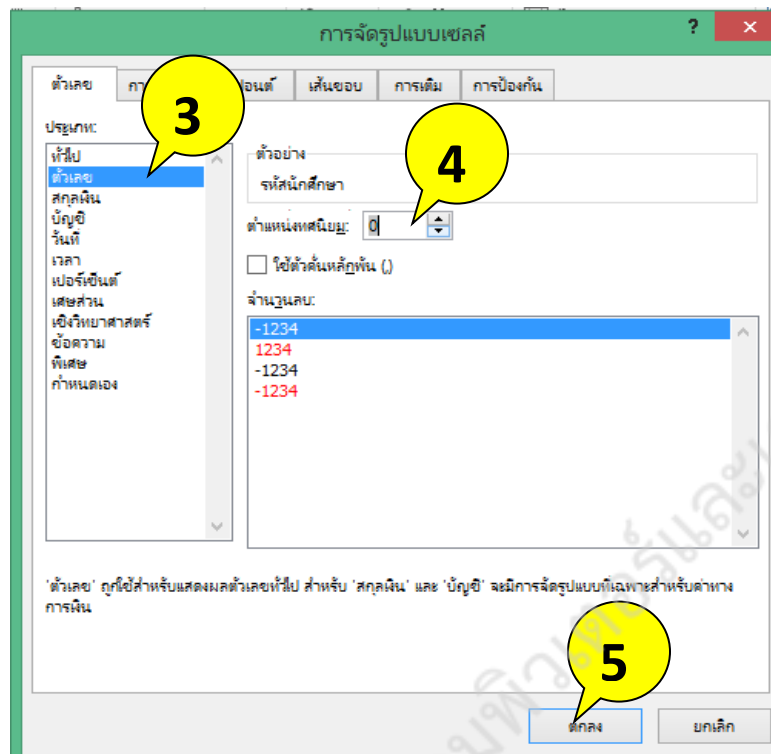 การจัดรูปแบบเซลล์
?
ตัวเลข
เส้นขอบ
การเติม
การป้องกัน
3
ประเภท:
ทั่วไป
ตัวเลข
สกุลเงิน
บัญชี
วันที่
เวลา
เปอร์เซ็นต์
เศษส่วน
เชิงวิทยาศาสตร์
ข้อความ
พิเศษ
กำหนดเอง
ตัวอย่าง
รหัสนักศึกษา
4
ตำแหน่งทศนิยม: 0
ใช้ตัวคั่นหลักพัน (,)
จำนวนลบ:
-1234
1234
-1234
-1234
'ตัวเลข' ถูกใช้สำหรับแสดงผลตัวเลขทั่วไป สำหรับ 'สกุลเงิน' และ 'บัญชี' จะมีการจัดรูปแบบที่เฉพาะสำหรับค่าทาง
การเงิน
5
ตกลง
ยกเลิก